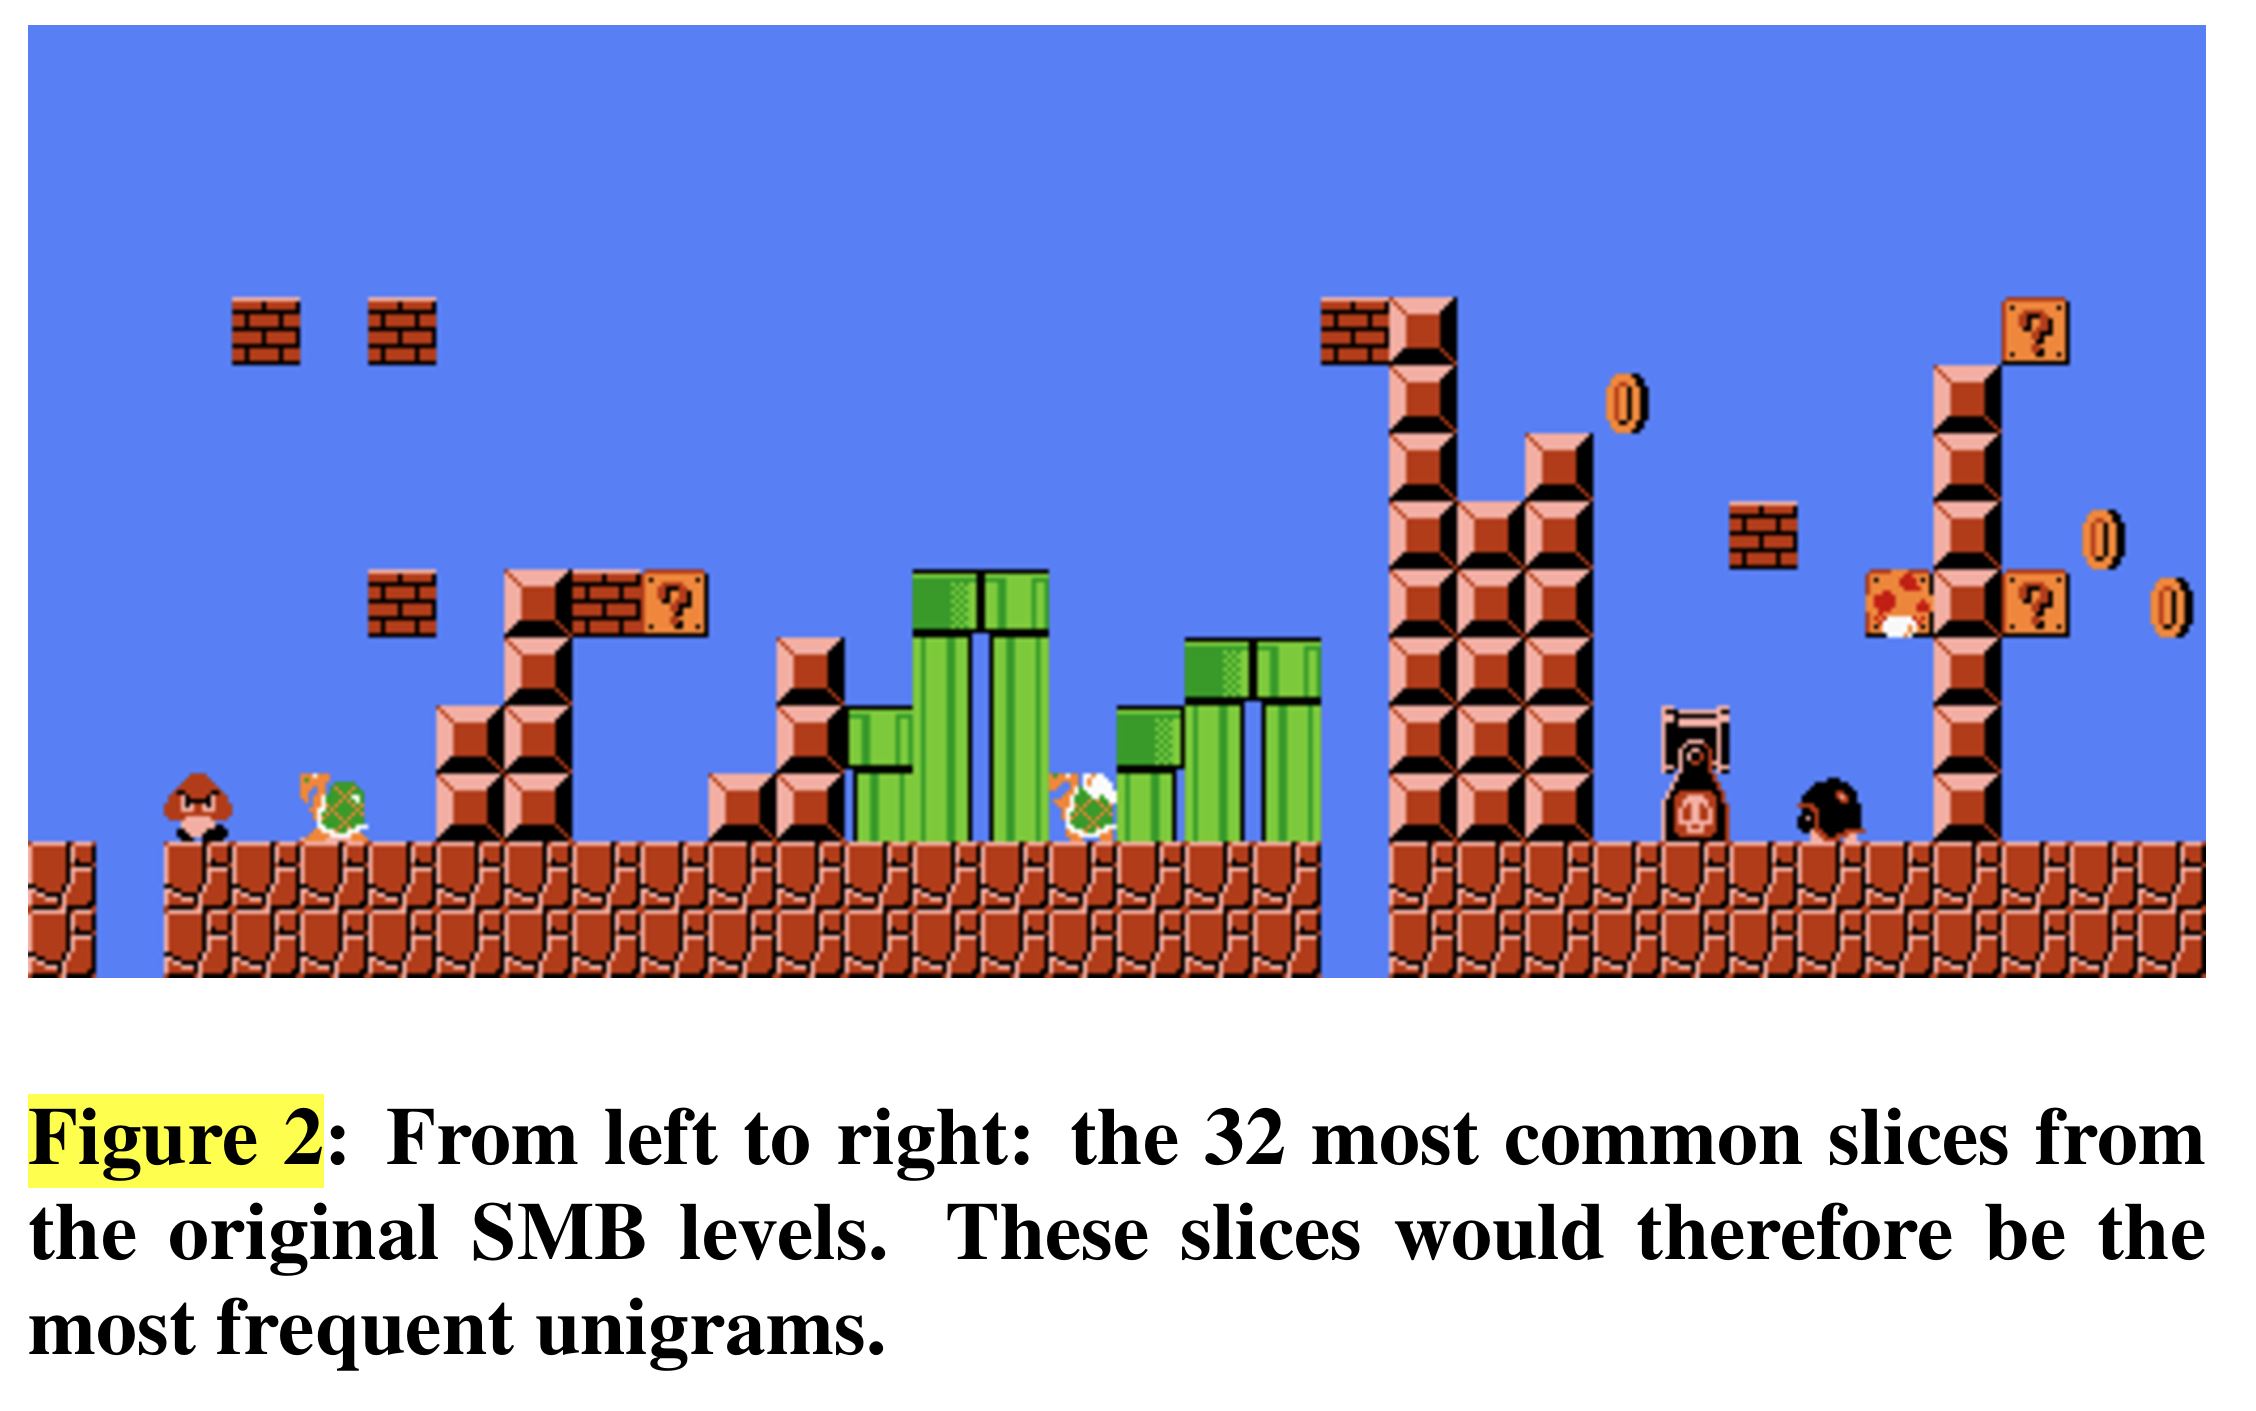 ?
?
?
Figure 2: From left to right: the 32 most common slices from
the original SMB levels. These slices would therefore be the
most frequent unigrams.